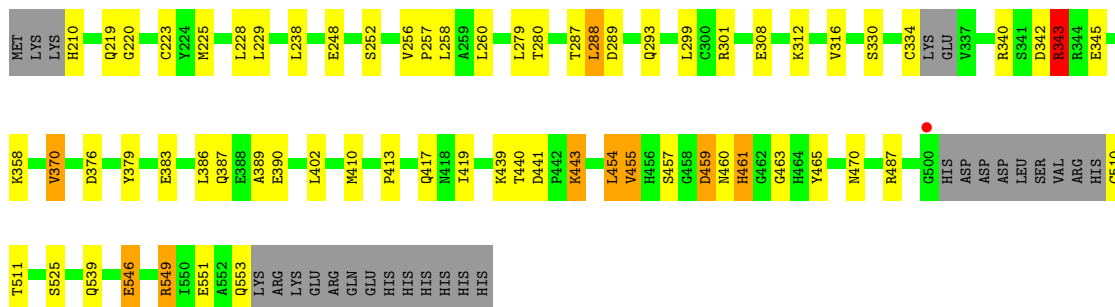 MET LYS LYS H210 Q219 G220 C223 Y224 M225 L228 L229 L238 E248 S252 V256 P257 L258 A259 L260 L279 T280 T287 L288 D289 Q293 L299 C300 R301 E308 K312 V316 S330 C334 LYS GLU V337 R340 S341 D342 R343 R344 E345
K358 V370 D376 Y379 E383 L386 Q387 E388 A389 E390 L402 M410 P413 Q417 N418 I419 K439 T440 D441 P442 K443 L454 V455 H456 S457 G458 D459 N460 H461 G462 G463 H464 Y465 N470 R487 G500 HIS ASP ASP ASP LEU SER VAL ARG HIS G510
T511 S525 Q539 E546 R549 I550 E551 A552 Q553 LYS ARG LYS GLU ARG GLN GLU HIS HIS HIS HIS HIS HIS